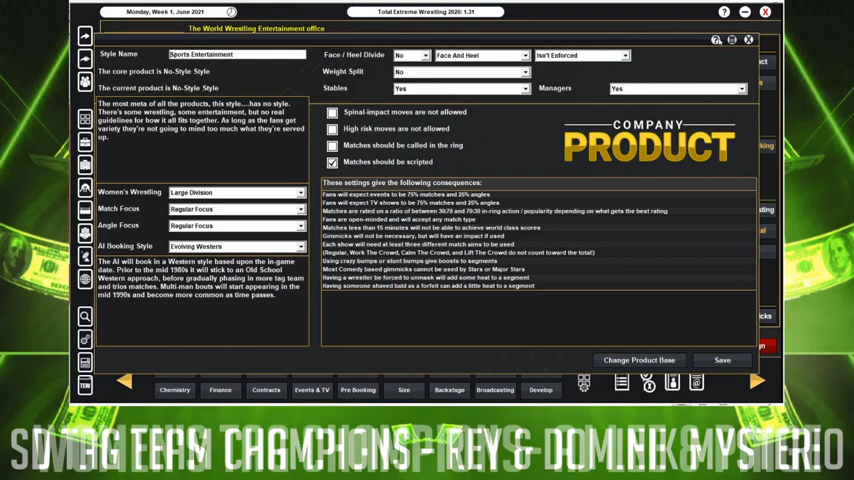 Monday, Week 1, June 2021
Total Extreme Wrestling 2020: 1.31
The World Wrestling Entertainment office
Style Name
Sports Entertainment
Face / Heel Divide
No
Face And Heel
Isn't Enforced
The core product is No-Style Style
Weight Split
No
The current product is No-Style Style
Stables
Yes
Managers
Yes
The most meta of all the products, this style....has no style.
There's some wrestling, some entertainment, but no real
guidelines for how it all fits together. As long as the fans get
variety they're not going to mind too much what they're served
up.
Spinal-impact moves are not allowed
High risk moves are not allowed
Matches should be called in the ring
Matches should be scripted
COMPANY
PRODUCT
Women's Wrestling
Large Division
Match Focus
Regular Focus
Angle Focus
Regular Focus
AI Booking Style
Evolving Western
The AI will book in a Western style based upon the in-game
date. Prior to the mid 1980s it will stick to an Old School
Western approach, before gradually phasing in more tag team
and trios matches. Multi-man bouts will start appearing in the
mid 1990s and become more common as time passes.
These settings give the following consequences:
Fans will expect events to be 75% matches and 25% angles
Fans will expect TV shows to be 75% matches and 25% angles
Matches are rated on a ratio of between 30:70 and 70:30 in-ring action / popularity depending on what gets the best rating
Fans are open-minded and will accept any match type
Matches less than 15 minutes will not be able to achieve world class scores
Gimmicks will not be necessary, but will have an impact if used
Each show will need at least three different match aims to be used
(Regular, Work The Crowd, Calm The Crowd, and Lift The Crowd do not count toward the total!)
Using crazy bumps or stunt bumps give boosts to segments
Most Comedy based gimmicks cannot be used by Stars or Major Stars
Having a wrestler be forced to unmask will add some heat to a segment
Having someone shaved bald as a forfeit can add a little heat to a segment
Change Product Base
Save
Chemistry
Finance
Contracts
Events & TV
Pre Booking
Size
Backstage
Broadcasting
Develop
TEW